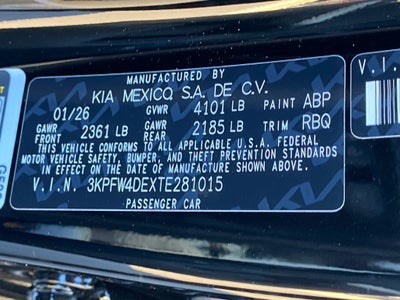 MANUFACTURED BY
KIA MEXICO, S.A. DE C.V.
01/26 GVWR 4101 LB PAINT ABP
GAWR FRONT 2361 LB GAWR REAR 2185 LB TRIM RBQ
THIS VEHICLE CONFORMS TO ALL APPLICABLE U.S.A. FEDERAL
MOTOR VEHICLE SAFETY, BUMPER, AND THEFT PREVENTION STANDARDS
IN EFFECT ON THE DATE OF MANUFACTURE SHOWN ABOVE.
V.I.N. 3KPFW4DEXTE281015
PASSENGER CAR
V.I.